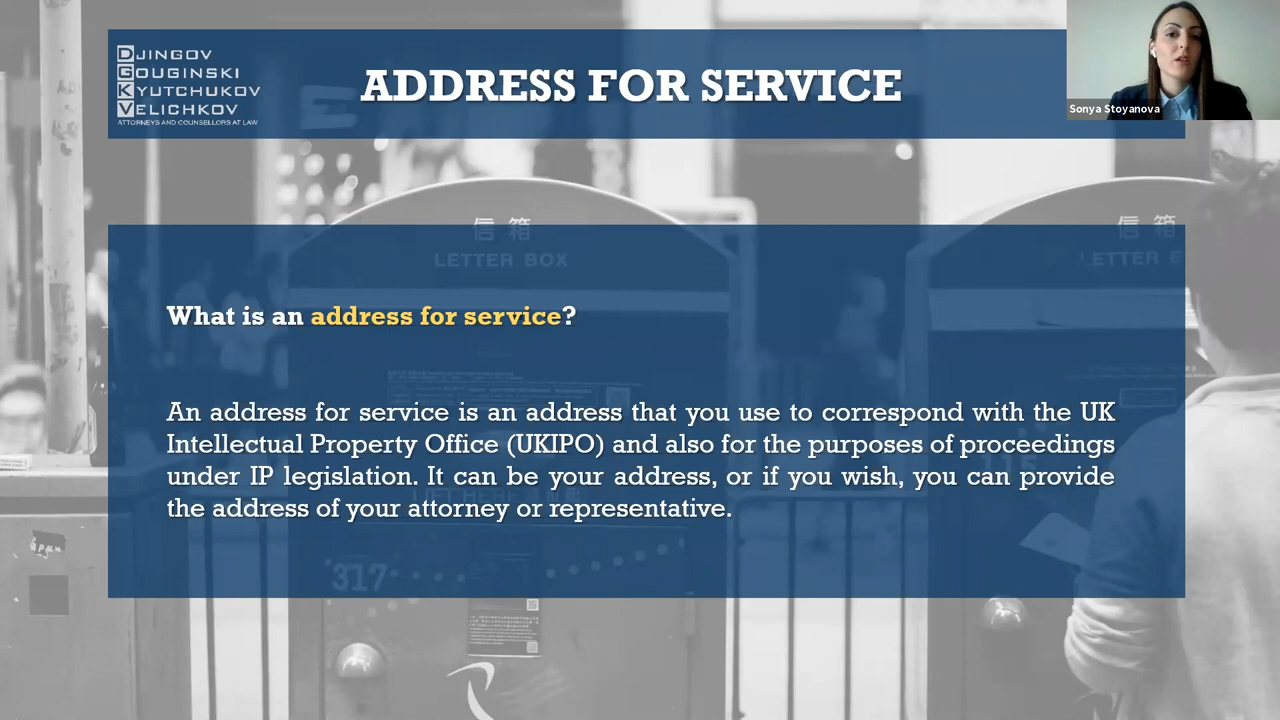 DJINGOV
GOUGINSKI
KYUTCHUKOV
VELICHKOV
ATTORNEYS AND COUNSELLORS AT LAW
ADDRESS FOR SERVICE
Sonya Stoyanova
信箱
LETTER BOX
信箱
LETTER B
What is an address for service?
An address for service is an address that you use to correspond with the UK
Intellectual Property Office (UKIPO) and also for the purposes of proceedings
under IP legislation. It can be your address, or if you wish, you can provide
the address of your attorney or representative.
317